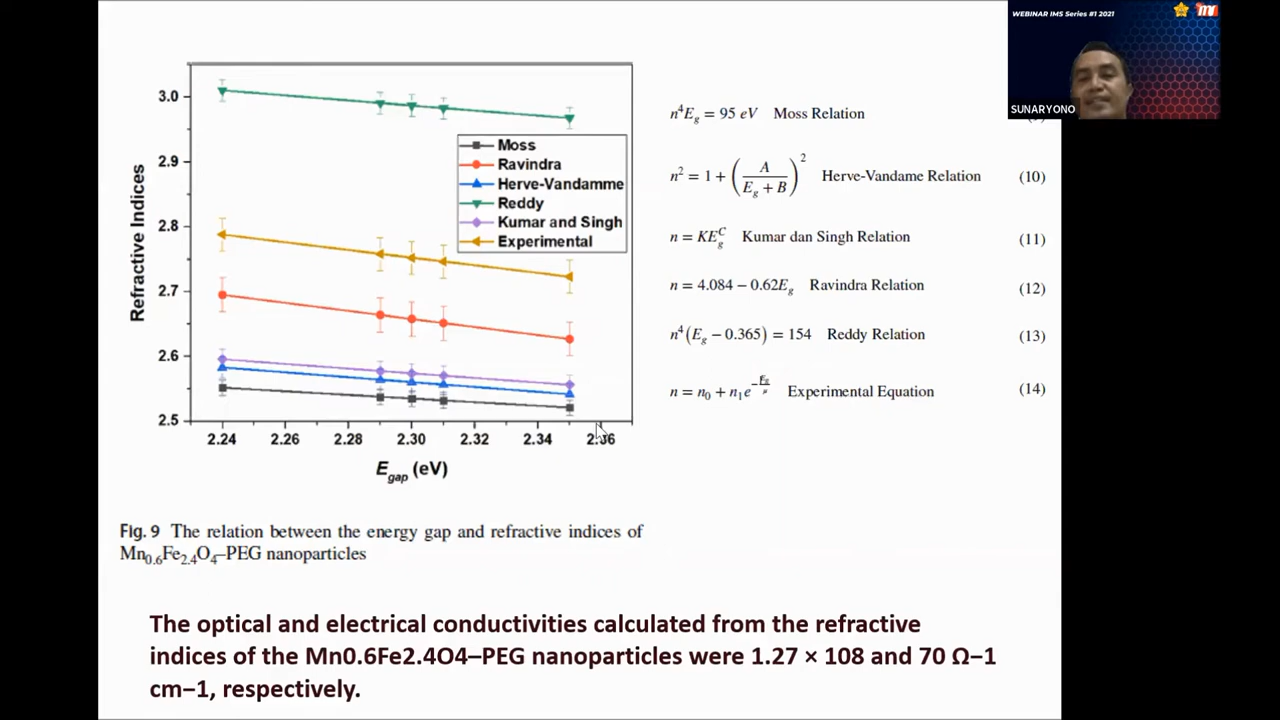 WEBINAR IMS Series #1 2021
SUNARYONO
3.0
2.9
2.8
2.7
2.6
2.5
Refractive Indices
Moss
Ravindra
Herve-Vandamme
Reddy
Kumar and Singh
Experimental
2.24 2.26 2.28 2.30 2.32 2.34 2.36
E_gap (eV)
n⁴E_g = 95 eV Moss Relation
n² = 1 + (A / (E_g + B))² Herve-Vandame Relation (10)
n = KE_g^C Kumar dan Singh Relation (11)
n = 4.084 − 0.62E_g Ravindra Relation (12)
n⁴(E_g − 0.365) = 154 Reddy Relation (13)
n = n₀ + n₁e Experimental Equation (14)
Fig. 9 The relation between the energy gap and refractive indices of
Mn₀.₆Fe₂.₄O₄–PEG nanoparticles
The optical and electrical conductivities calculated from the refractive
indices of the Mn0.6Fe2.4O4–PEG nanoparticles were 1.27 × 108 and 70 Ω−1
cm−1, respectively.